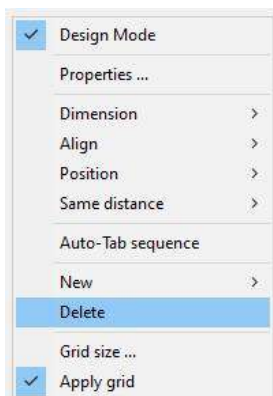 Design Mode
Properties ...
Dimension
Align
Position
Same distance
Auto-Tab sequence
New
Delete
Grid size ...
Apply grid